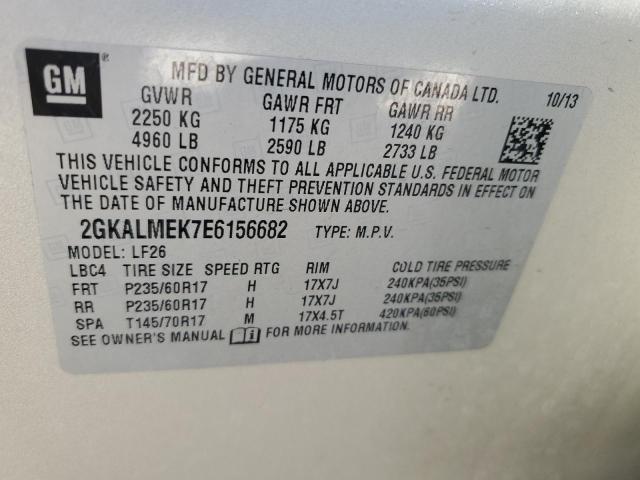 GM ®
MFD BY GENERAL MOTORS OF CANADA LTD. 10/13
GVWR GAWR FRT GAWR RR
2250 KG 1175 KG 1240 KG
4960 LB 2590 LB 2733 LB
THIS VEHICLE CONFORMS TO ALL APPLICABLE U.S. FEDERAL MOTOR
VEHICLE SAFETY AND THEFT PREVENTION STANDARDS IN EFFECT ON
THE DATE OF MANUFACTURE SHOWN ABOVE.
2GKALMEK7E6156682 TYPE: M.P.V.
MODEL: LF26
LBC4 TIRE SIZE SPEED RTG RIM COLD TIRE PRESSURE
FRT P235/60R17 H 17X7J 240KPA(35PSI)
RR P235/60R17 H 17X7J 240KPA(35PSI)
SPA T145/70R17 M 17X4.5T 420KPA(60PSI)
SEE OWNER'S MANUAL FOR MORE INFORMATION.